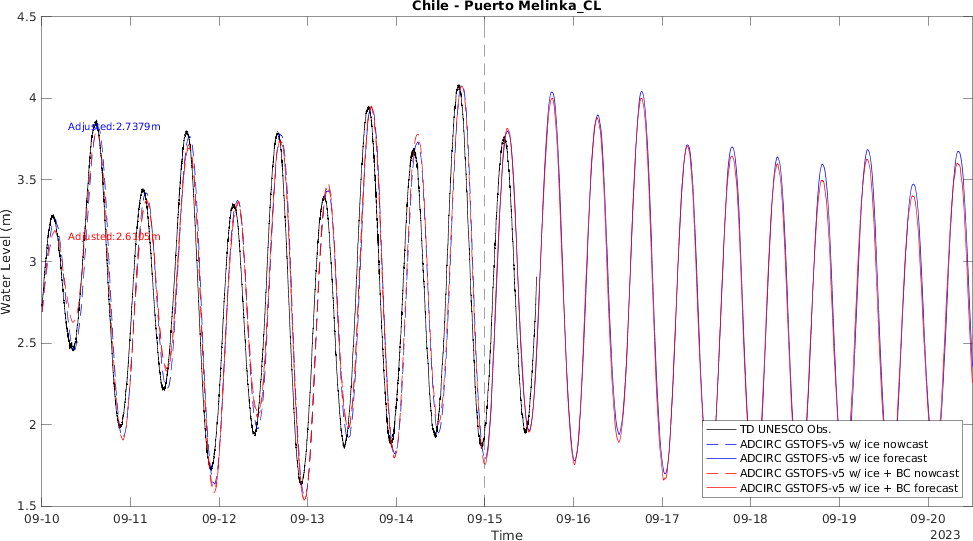 Chile - Puerto Melinka_CL
4.5
4
3.5
3
2.5
2
1.5
Water Level (m)
Adjusted:2.7379m
Adjusted:2.6105m
TD UNESCO Obs.
ADCIRC GSTOFS-v5 w/ ice nowcast
ADCIRC GSTOFS-v5 w/ ice forecast
ADCIRC GSTOFS-v5 w/ ice + BC nowcast
ADCIRC GSTOFS-v5 w/ ice + BC forecast
09-10 09-11 09-12 09-13 09-14 09-15 09-16 09-17 09-18 09-19 09-20
Time
2023